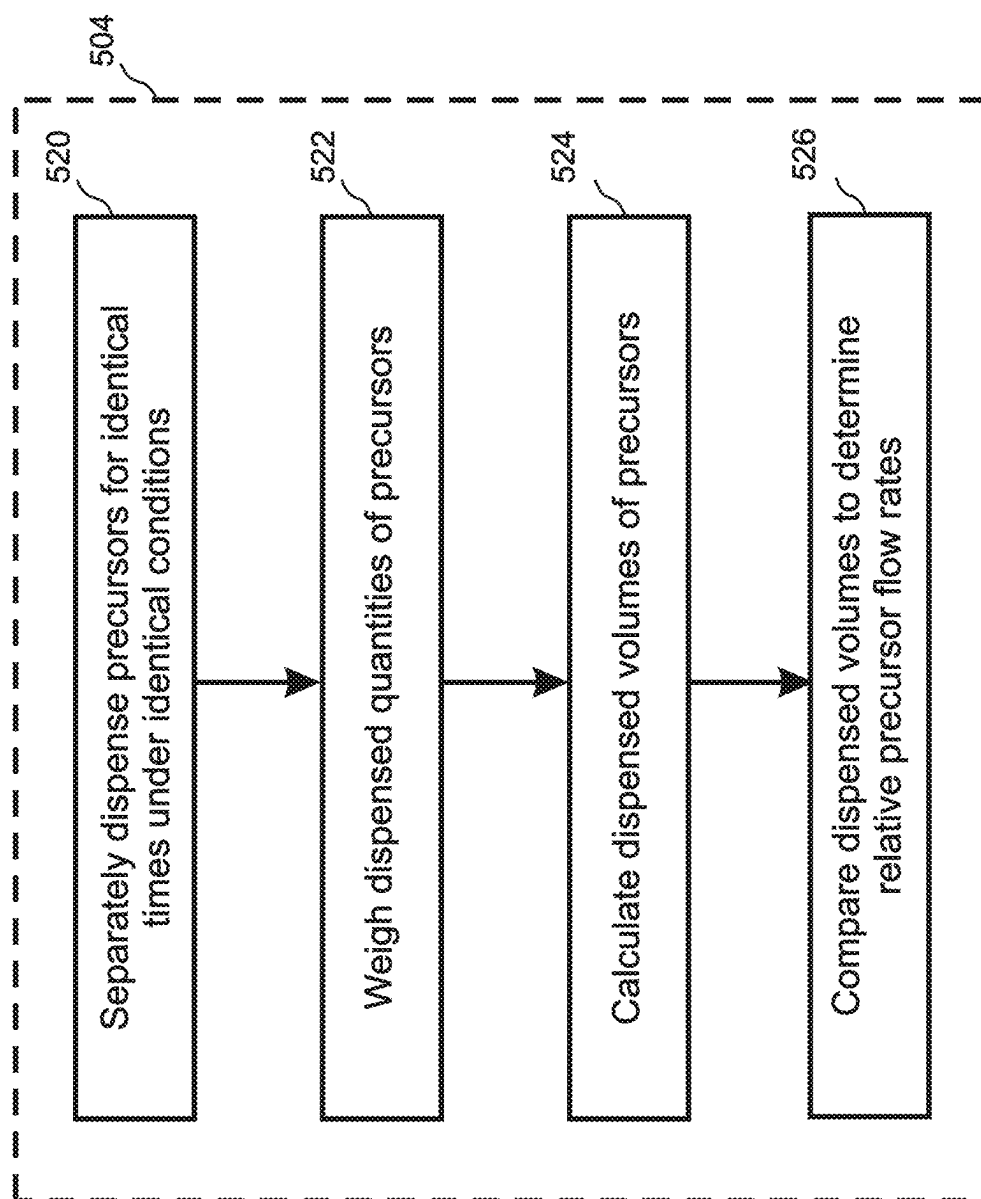 504
520
Separately dispense precursors for identical
times under identical conditions
522
Weigh dispensed quantities of precursors
524
Calculate dispensed volumes of precursors
526
Compare dispensed volumes to determine
relative precursor flow rates